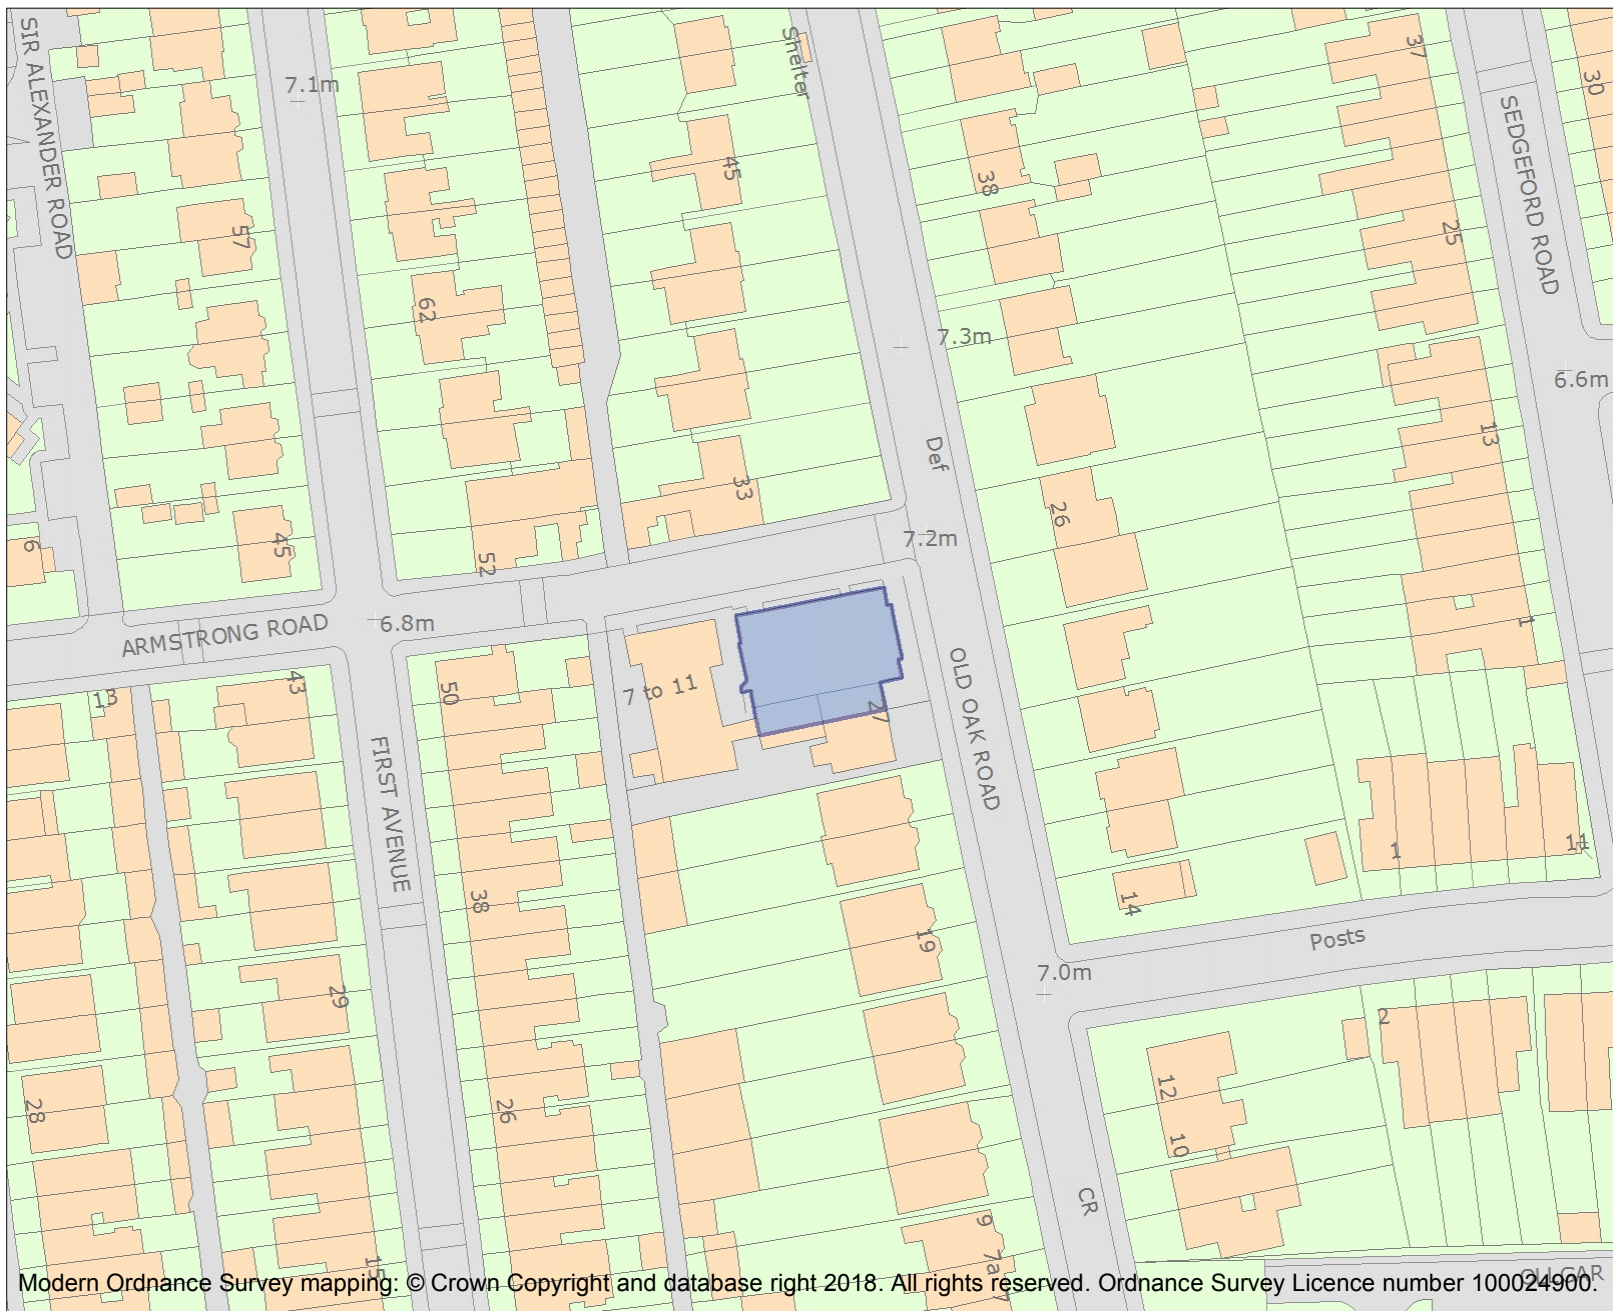 SIR ALEXANDER ROAD
7.1m
Shelter
37
30
SEDGEFORD ROAD
45
38
57
25
62
7.3m
6.6m
Def
13
33
26
7.2m
6
45
52
ARMSTRONG ROAD
6.8m
1
13
43
50
7 to 11
27
OLD OAK ROAD
FIRST AVENUE
1
11
38
14
19
Posts
7.0m
29
2
28
26
12
10
CR
9
7a
15
7
Modern Ordnance Survey mapping: © Crown Copyright and database right 2018. All rights reserved. Ordnance Survey Licence number 100024900.